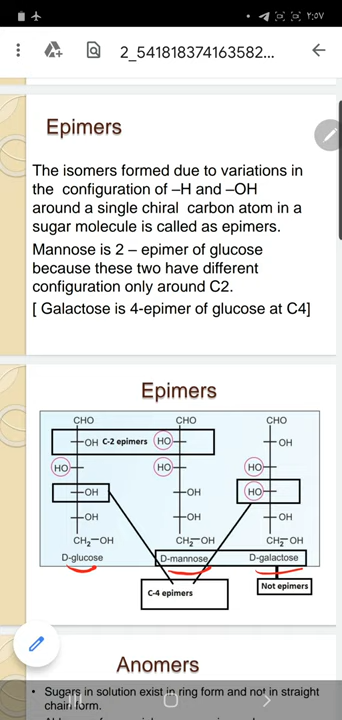 ٢:٥٧
2_541818374163582...
Epimers
The isomers formed due to variations in
the configuration of –H and –OH
around a single chiral carbon atom in a
sugar molecule is called as epimers.
Mannose is 2 – epimer of glucose
because these two have different
configuration only around C2.
[ Galactose is 4-epimer of glucose at C4]
Epimers
CHO CHO CHO
OH C-2 epimers HO OH
HO HO HO
OH OH HO
OH OH OH
CH2–OH CH2–OH CH2–OH
D-glucose D-mannose D-galactose
C-4 epimers Not epimers
Anomers
• Sugars in solution exist in ring form and not in straight
chain form.